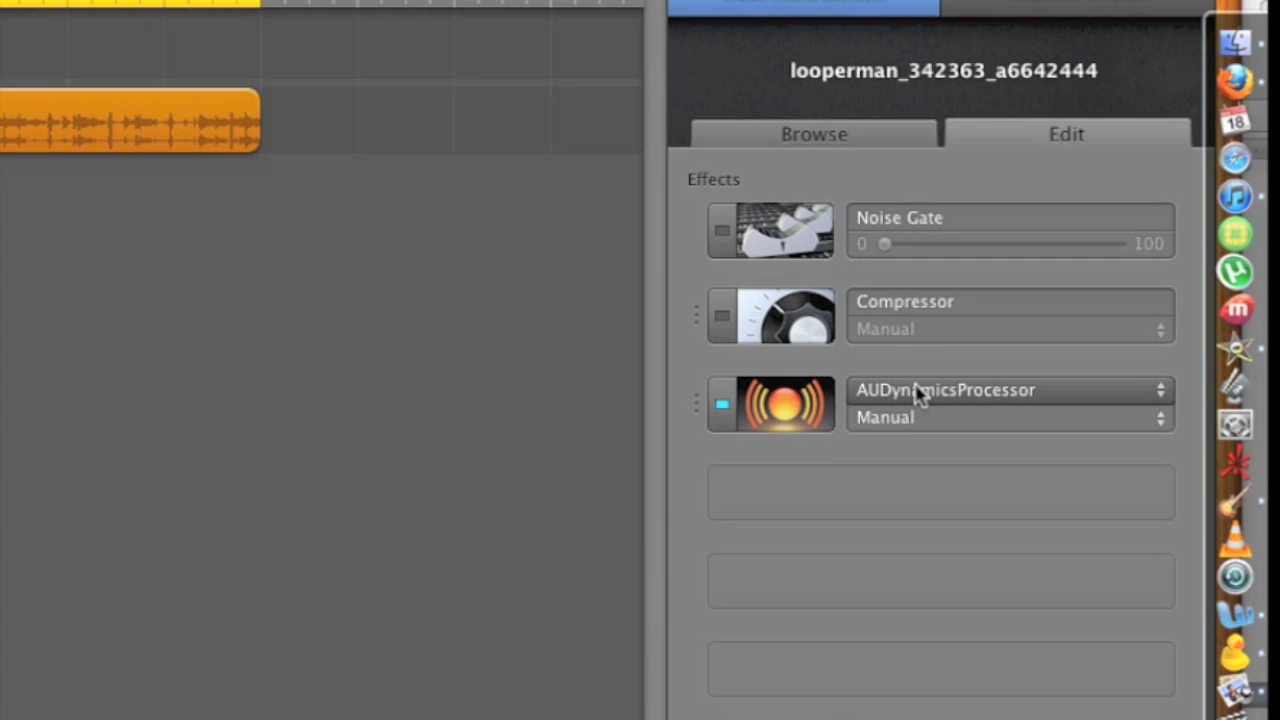 looperman_342363_a6642444
Browse
Edit
Effects
Noise Gate
0
100
Compressor
Manual
AUDynamicsProcessor
Manual
18